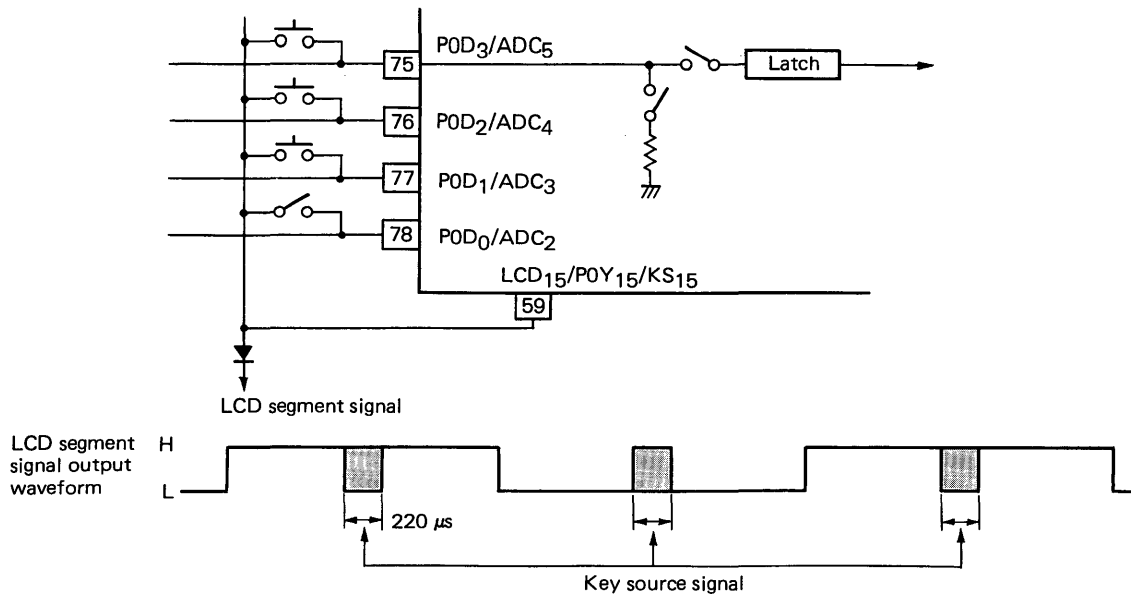 P0D3/ADC5
75
Latch
76
P0D2/ADC4
77
P0D1/ADC3
78
P0D0/ADC2
LCD15/P0Y15/KS15
59
LCD segment signal
LCD segment
signal output
waveform
H
L
220 μs
Key source signal